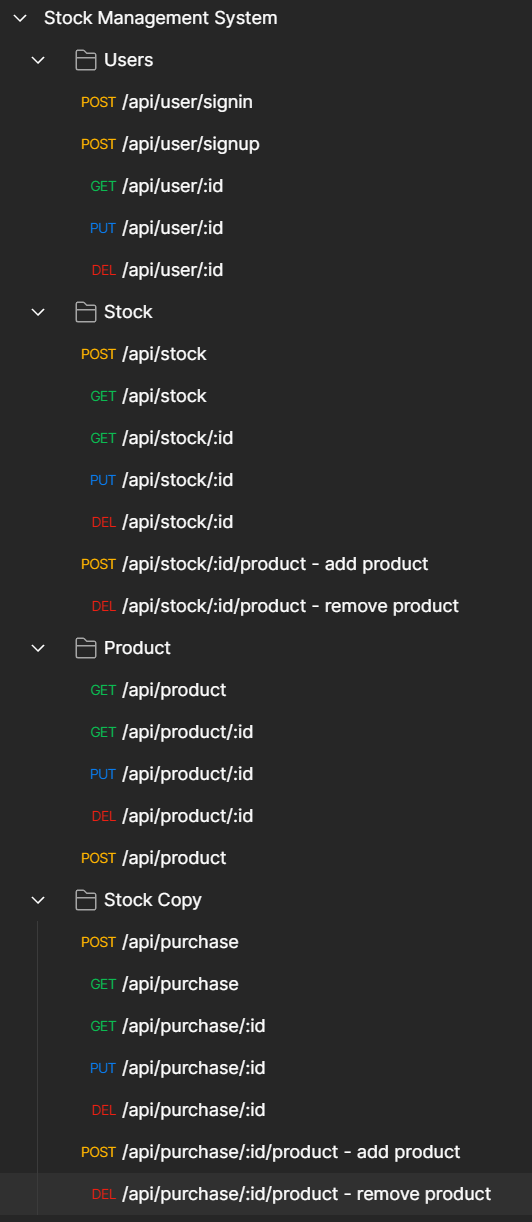 Stock Management System
Users
POST /api/user/signin
POST /api/user/signup
GET /api/user/:id
PUT /api/user/:id
DEL /api/user/:id
Stock
POST /api/stock
GET /api/stock
GET /api/stock/:id
PUT /api/stock/:id
DEL /api/stock/:id
POST /api/stock/:id/product - add product
DEL /api/stock/:id/product - remove product
Product
GET /api/product
GET /api/product/:id
PUT /api/product/:id
DEL /api/product/:id
POST /api/product
Stock Copy
POST /api/purchase
GET /api/purchase
GET /api/purchase/:id
PUT /api/purchase/:id
DEL /api/purchase/:id
POST /api/purchase/:id/product - add product
DEL /api/purchase/:id/product - remove product